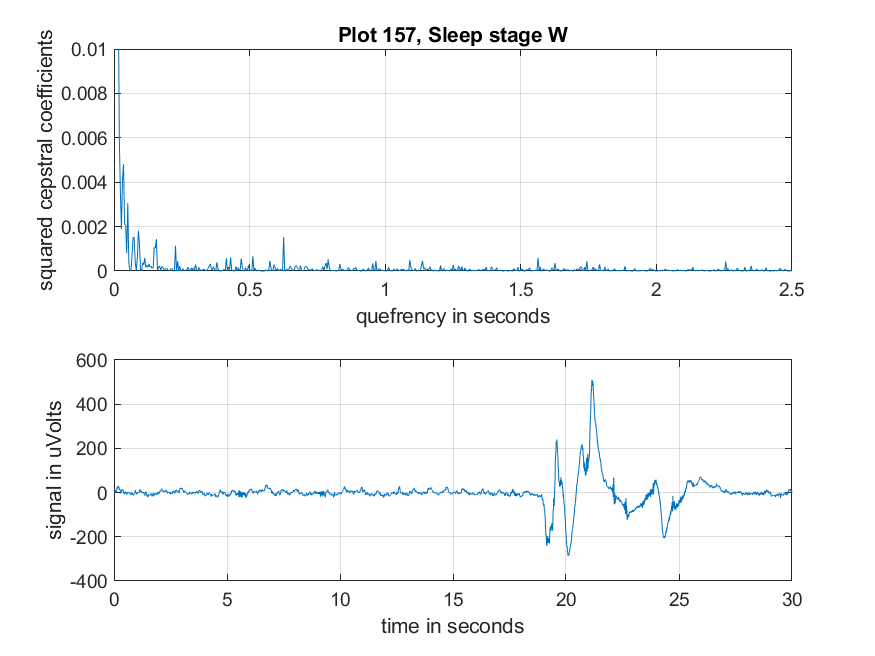 Plot 157, Sleep stage W
squared cepstral coefficients
0.01
0.008
0.006
0.004
0.002
0
0 0.5 1 1.5 2 2.5
quefrency in seconds
signal in uVolts
600
400
200
0
-200
-400
0 5 10 15 20 25 30
time in seconds